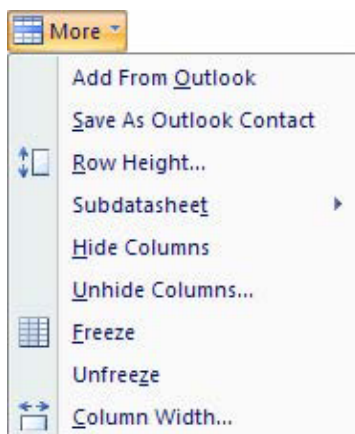 More
Add From Outlook
Save As Outlook Contact
Row Height...
Subdatasheet
Hide Columns
Unhide Columns...
Freeze
Unfreeze
Column Width...